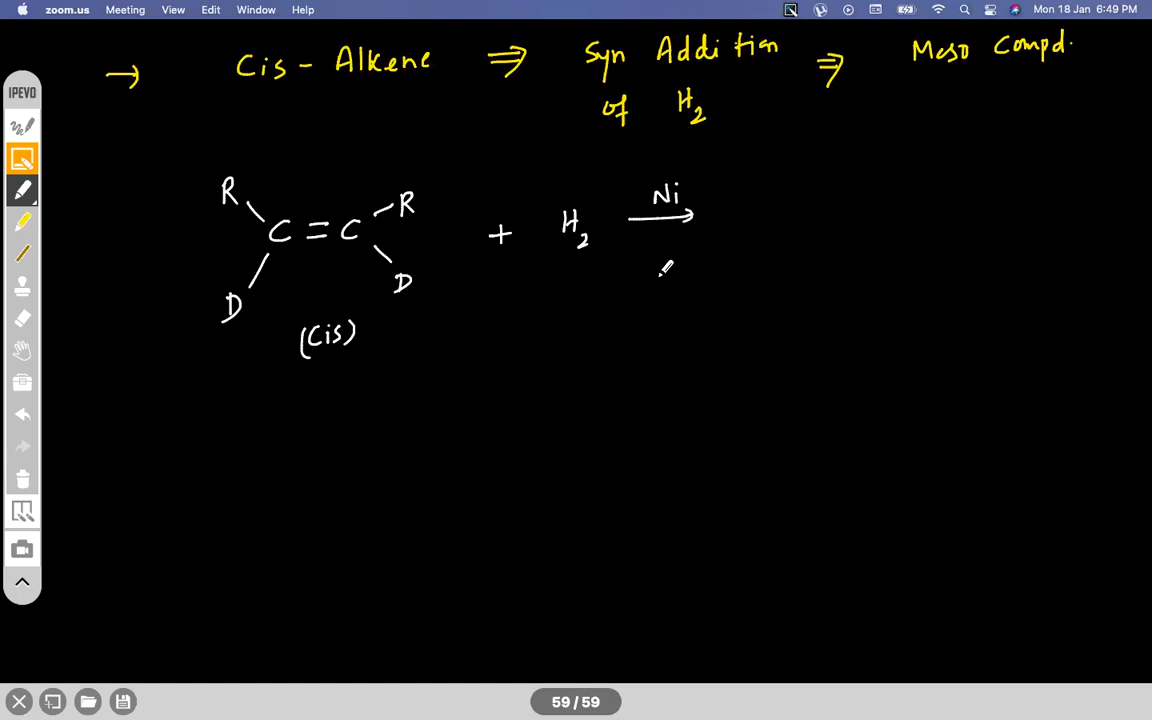 zoom.us Meeting View Edit Window Help Mon 18 Jan 6:49 PM
IPEVO
→ Cis - Alkene ⇒ Syn Addition ⇒ Meso Compd.
of H2
R R Ni
C = C + H2 →
D D
(Cis)
59 / 59